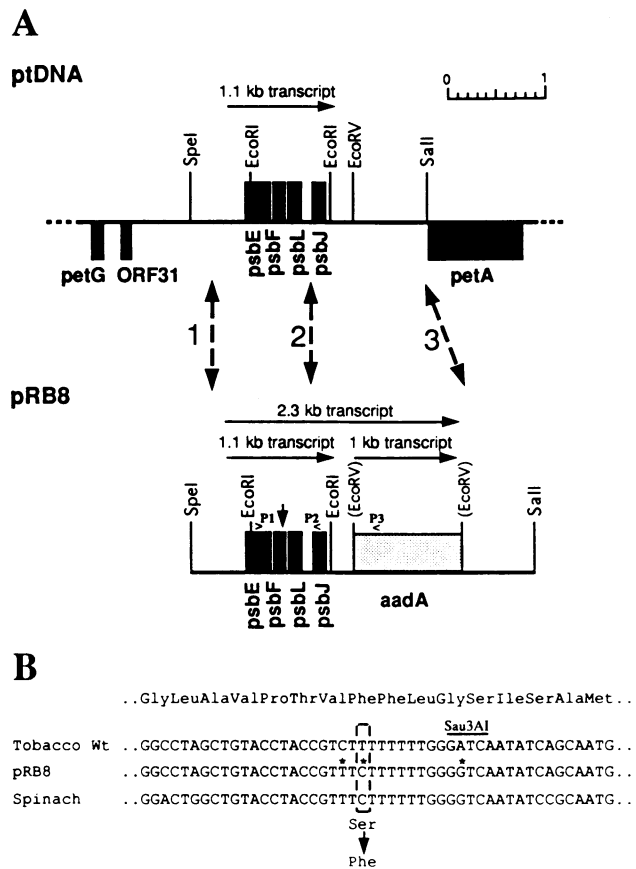 A
ptDNA
0 1
1.1 kb transcript
SpeI EcoRI EcoRI EcoRV SalI
psbE psbF psbL psbJ
petG ORF31 petA
1 2 3
pRB8
2.3 kb transcript
1.1 kb transcript 1 kb transcript
SpeI EcoRI EcoRI (EcoRV) (EcoRV) SalI
P1 P2 P3
psbE psbF psbL psbJ aadA
B
..GlyLeuAlaValProThrValPhePheLeuGlySerIleSerAlaMet..
Sau3AI
Tobacco Wt ..GGCCTAGCTGTACCTACCGTCTTTTTTTTGGGATCAATATCAGCAATG..
* * *
pRB8 ..GGCCTAGCTGTACCTACCGTTTCTTTTTTGGGGTCAATATCAGCAATG..
Spinach ..GGACTGGCTGTACCTACCGTTTCTTTTTTGGGGTCAATATCCGCAATG..
Ser
Phe